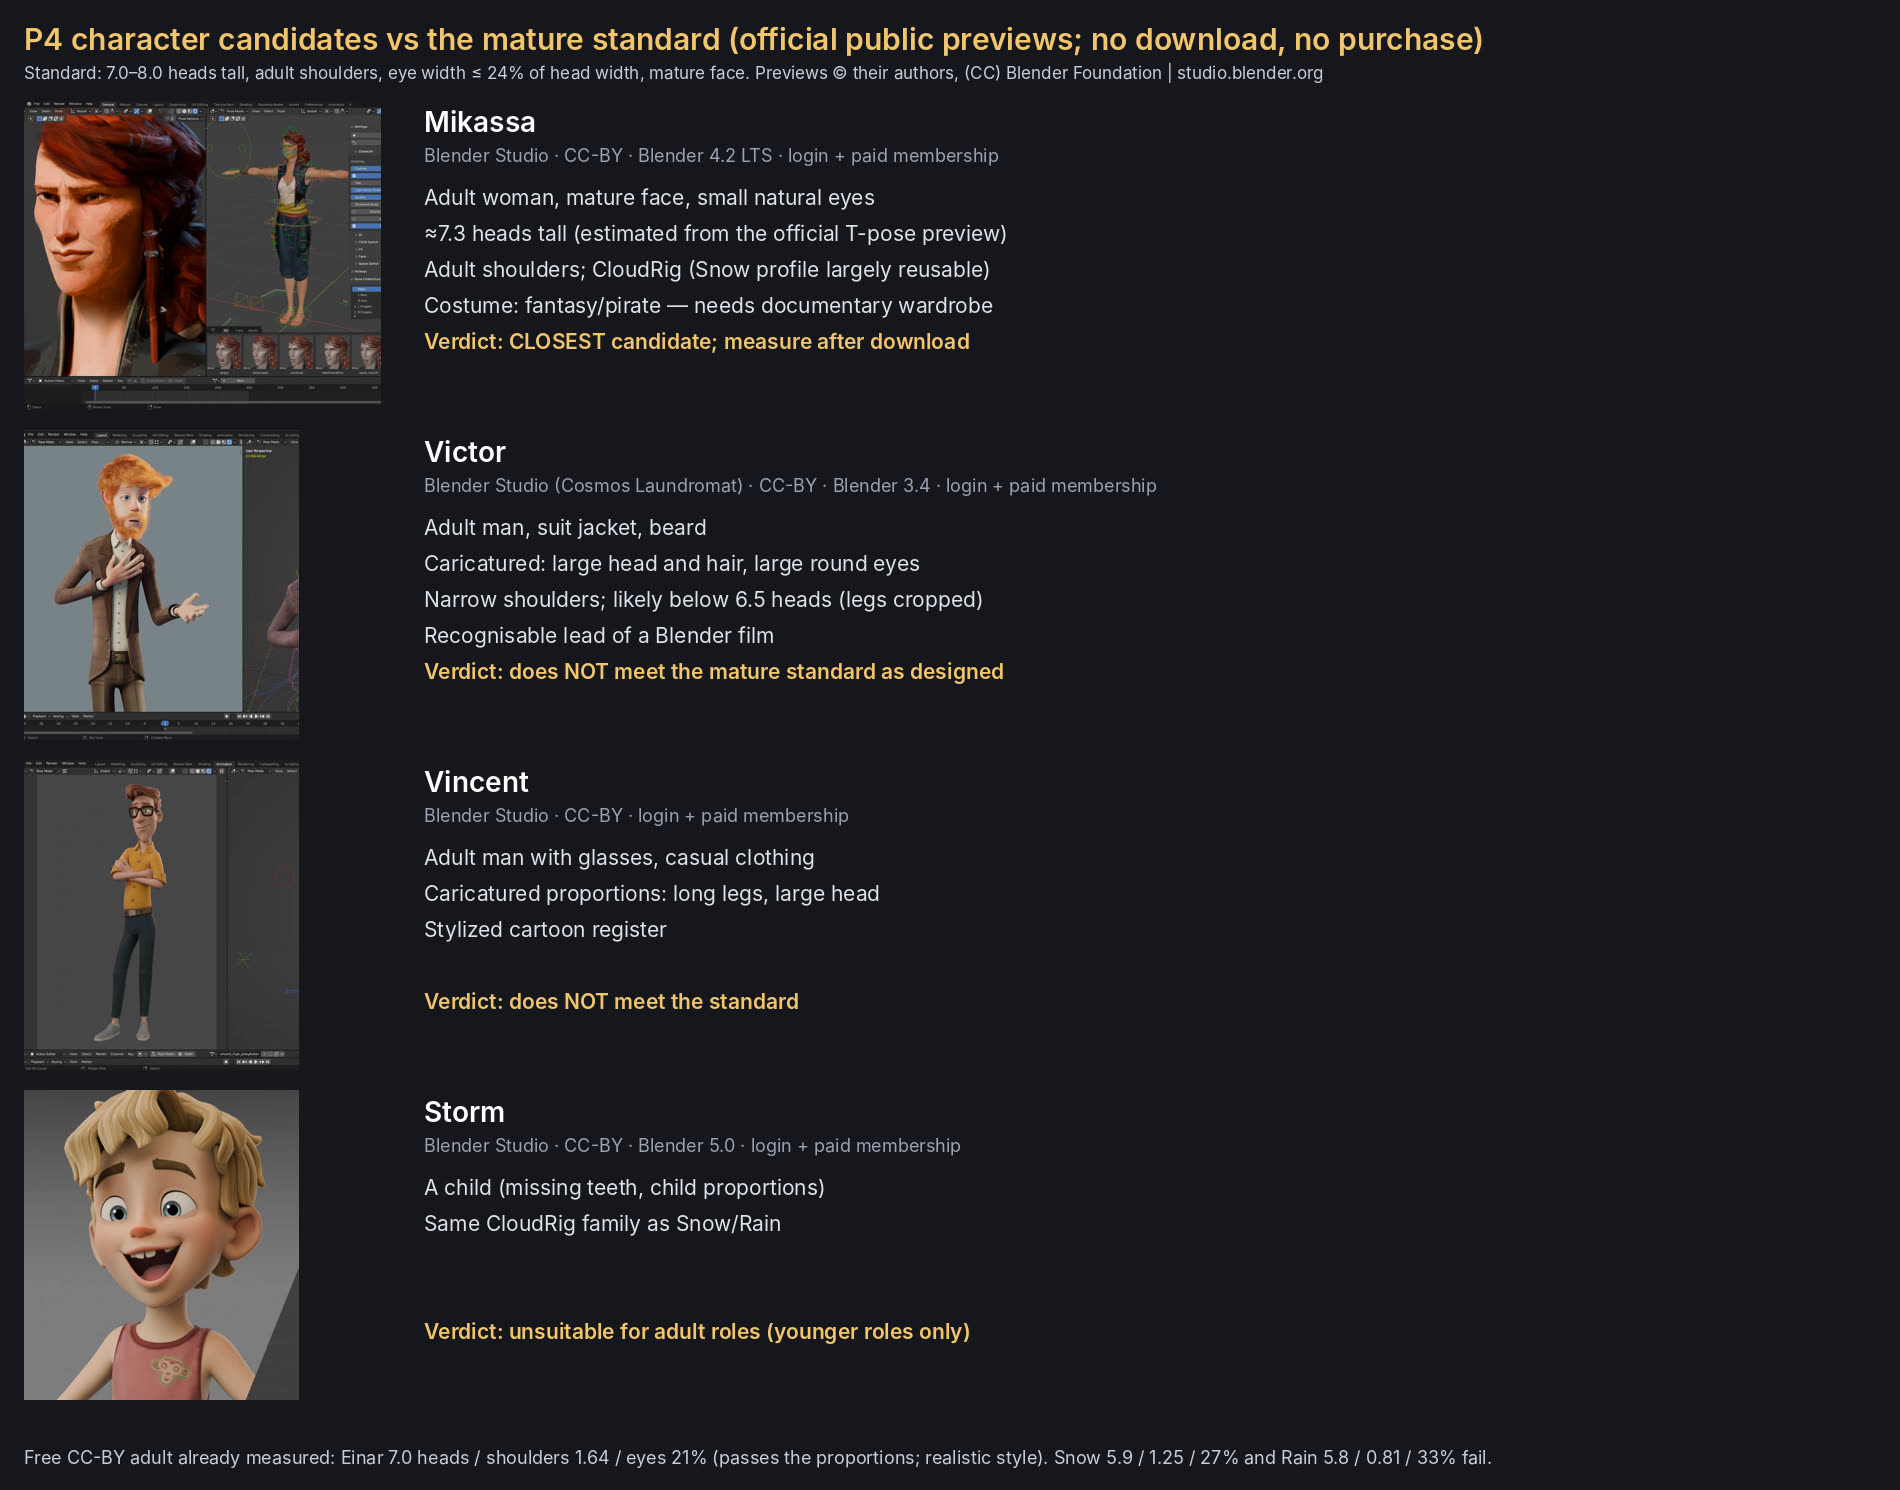 P4 character candidates vs the mature standard (official public previews; no download, no purchase)
Standard: 7.0–8.0 heads tall, adult shoulders, eye width ≤ 24% of head width, mature face. Previews © their authors, (CC) Blender Foundation | studio.blender.org
Mikassa
Blender Studio · CC-BY · Blender 4.2 LTS · login + paid membership
Adult woman, mature face, small natural eyes
≈7.3 heads tall (estimated from the official T-pose preview)
Adult shoulders; CloudRig (Snow profile largely reusable)
Costume: fantasy/pirate — needs documentary wardrobe
Verdict: CLOSEST candidate; measure after download
Victor
Blender Studio (Cosmos Laundromat) · CC-BY · Blender 3.4 · login + paid membership
Adult man, suit jacket, beard
Caricatured: large head and hair, large round eyes
Narrow shoulders; likely below 6.5 heads (legs cropped)
Recognisable lead of a Blender film
Verdict: does NOT meet the mature standard as designed
Vincent
Blender Studio · CC-BY · login + paid membership
Adult man with glasses, casual clothing
Caricatured proportions: long legs, large head
Stylized cartoon register
Verdict: does NOT meet the standard
Storm
Blender Studio · CC-BY · Blender 5.0 · login + paid membership
A child (missing teeth, child proportions)
Same CloudRig family as Snow/Rain
Verdict: unsuitable for adult roles (younger roles only)
Free CC-BY adult already measured: Einar 7.0 heads / shoulders 1.64 / eyes 21% (passes the proportions; realistic style). Snow 5.9 / 1.25 / 27% and Rain 5.8 / 0.81 / 33% fail.